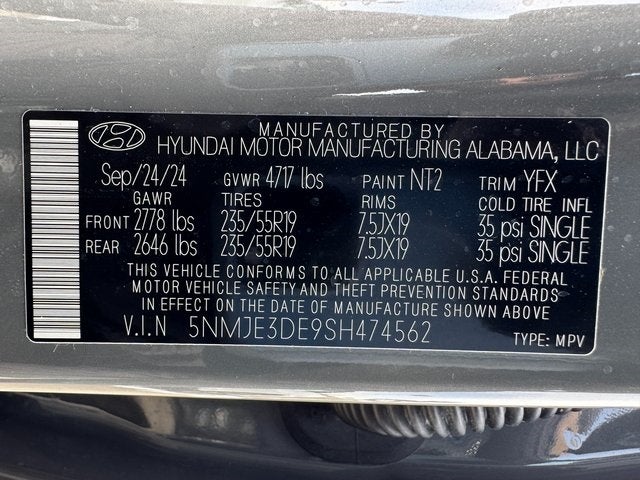 MANUFACTURED BY
HYUNDAI MOTOR MANUFACTURING ALABAMA, LLC
Sep/24/24 GVWR 4717 lbs PAINT NT2 TRIM YFX
GAWR TIRES RIMS COLD TIRE INFL
FRONT 2778 lbs 235/55R19 7.5JX19 35 psi SINGLE
REAR 2646 lbs 235/55R19 7.5JX19 35 psi SINGLE
THIS VEHICLE CONFORMS TO ALL APPLICABLE U.S.A. FEDERAL
MOTOR VEHICLE SAFETY AND THEFT PREVENTION STANDARDS
IN EFFECT ON THE DATE OF MANUFACTURE SHOWN ABOVE.
V.I.N 5NMJE3DE9SH474562 TYPE: MPV